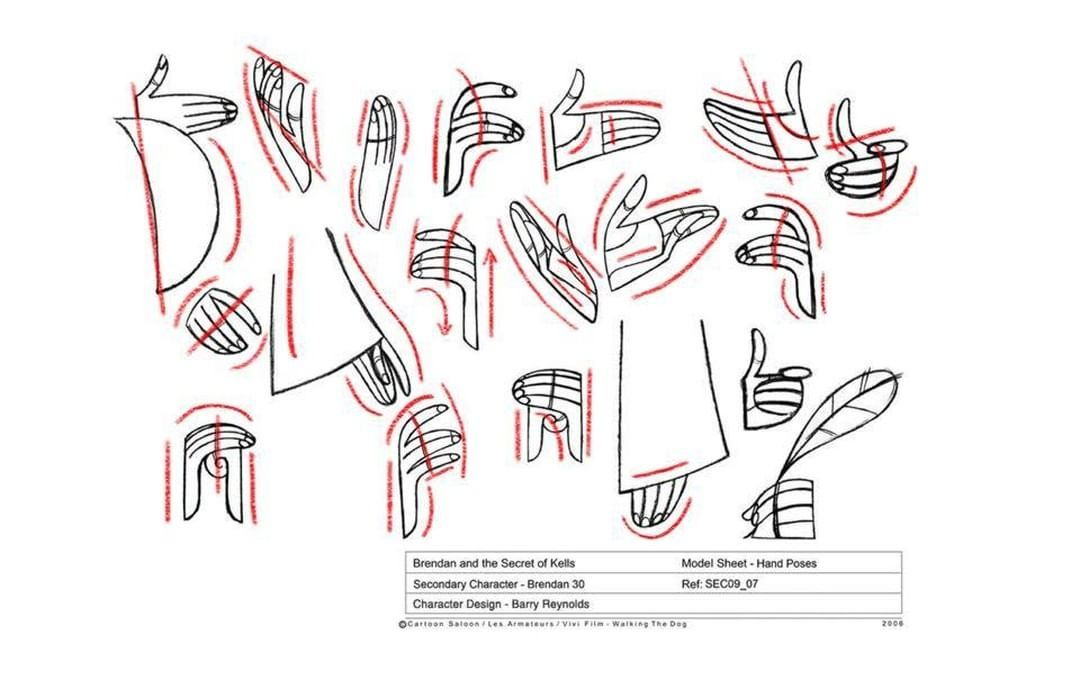 Brendan and the Secret of Kells Model Sheet - Hand Poses
Secondary Character - Brendan 30 Ref: SEC09_07
Character Design - Barry Reynolds
©Cartoon Saloon / Les Armateurs / Vivi Film - Walking The Dog 2006